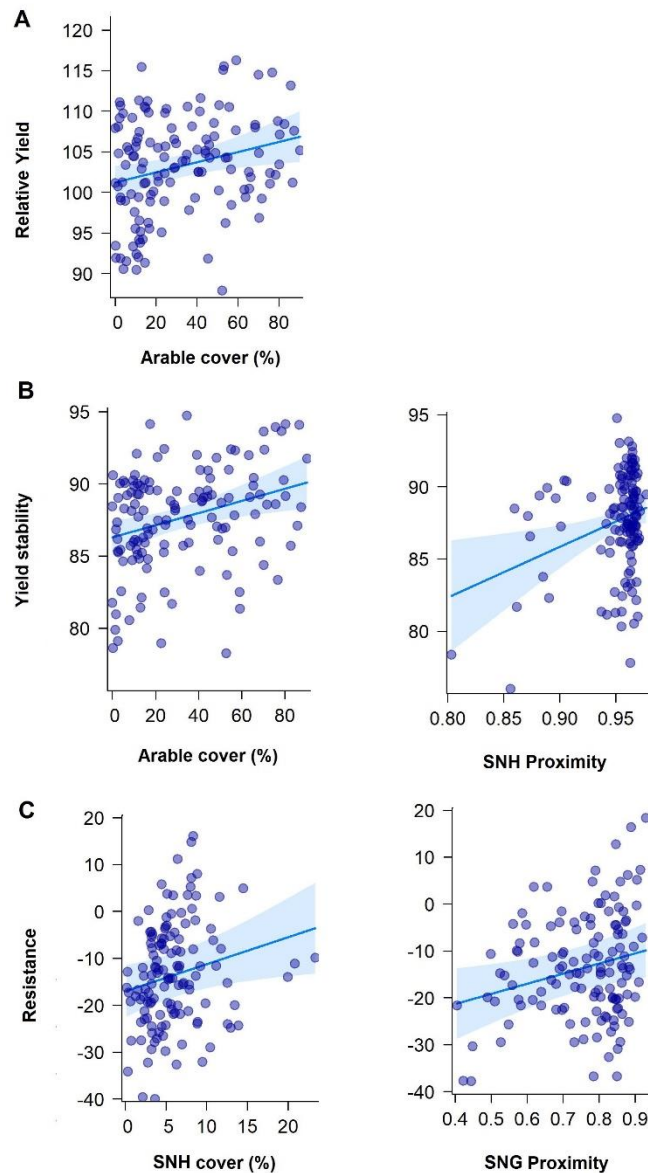 A
120
115
110
105
100
95
90
Relative Yield
0 20 40 60 80
Arable cover (%)
B
95
90
85
80
Yield stability
0 20 40 60 80
Arable cover (%)
95
90
85
80
0.80 0.85 0.90 0.95
SNH Proximity
C
20
10
0
-10
-20
-30
-40
Resistance
0 5 10 15 20
SNH cover (%)
20
10
0
-10
-20
-30
-40
0.4 0.5 0.6 0.7 0.8 0.9
SNG Proximity